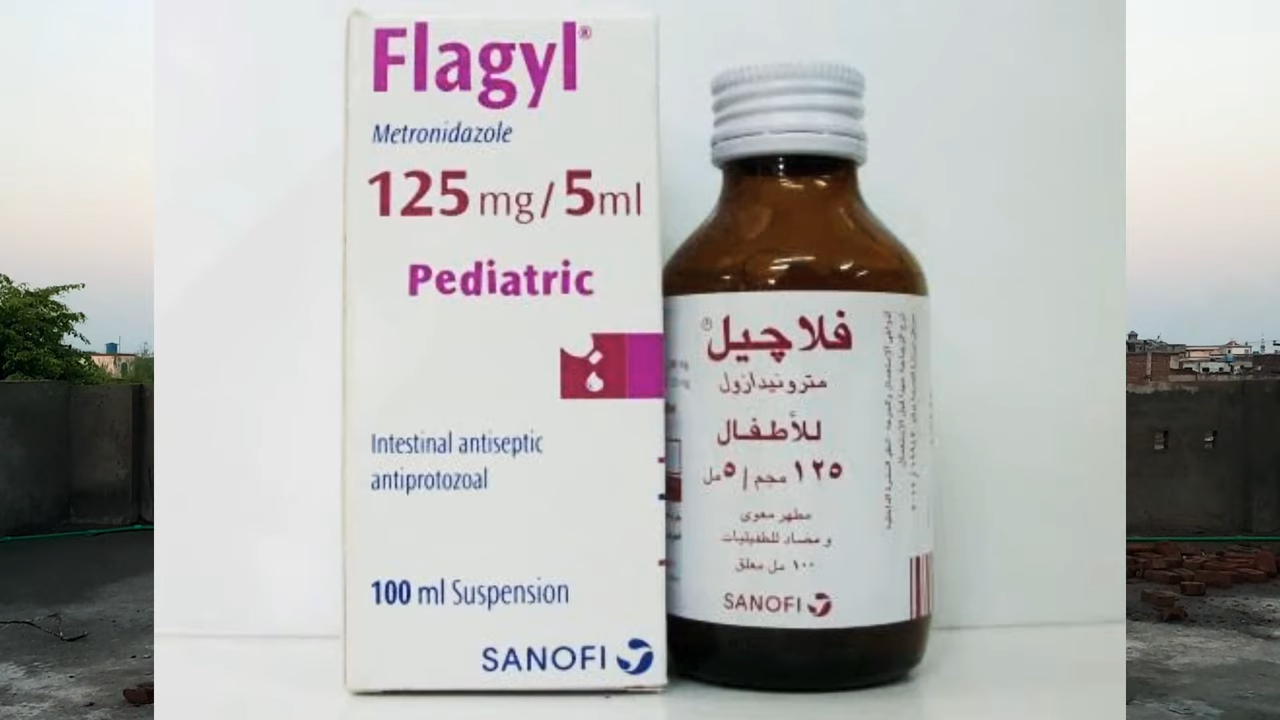 Flagyl®
Metronidazole
125 mg / 5 ml
Pediatric
Intestinal antiseptic
antiprotozoal
100 ml Suspension
SANOFI
فلاچيل
مترونيدازول
للأطفال
١٢٥ مجم / ٥ مل
مطهر معوى
و مضاد للطفيليات
١٠٠ مل معلق
SANOFI